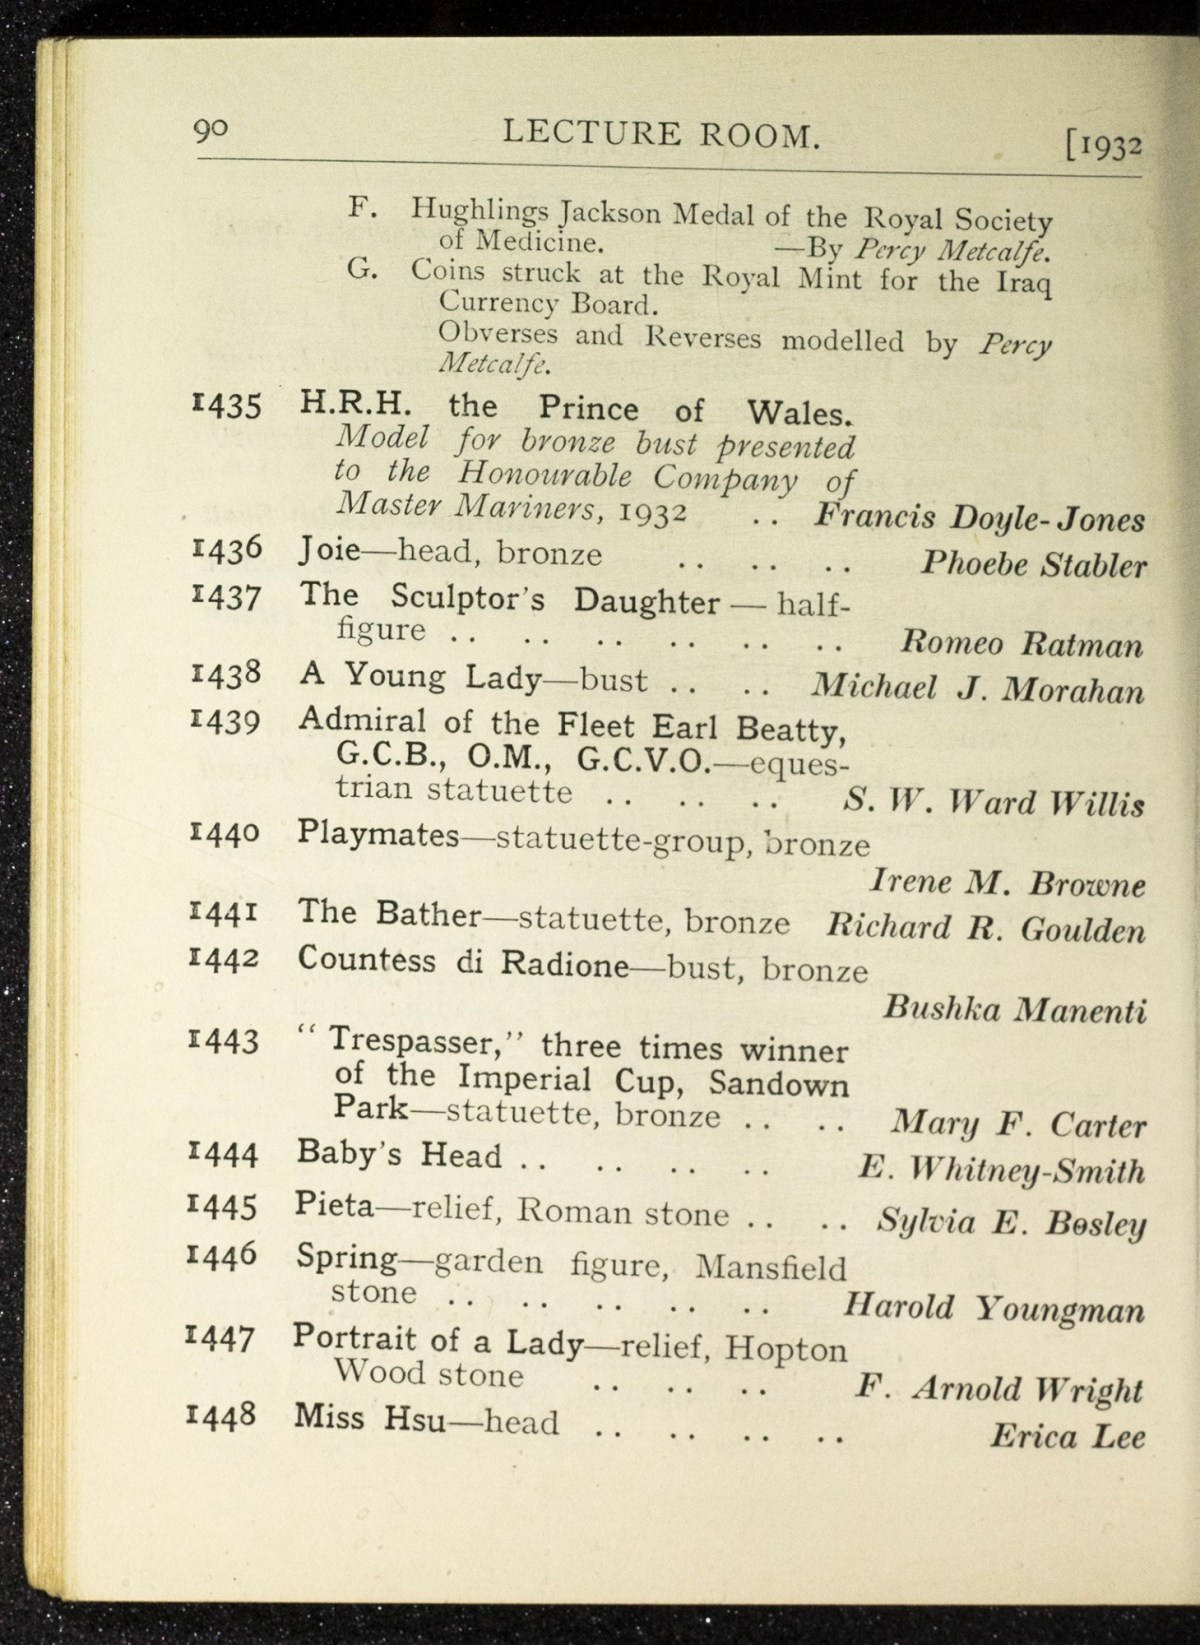 90 LECTURE ROOM. [1932
F. Hughlings Jackson Medal of the Royal Society
of Medicine. —By Percy Metcalfe.
G. Coins struck at the Royal Mint for the Iraq
Currency Board.
Obverses and Reverses modelled by Percy
Metcalfe.
1435 H.R.H. the Prince of Wales.
Model for bronze bust presented
to the Honourable Company of
Master Mariners, 1932 .. Francis Doyle-Jones
1436 Joie—head, bronze .. .. .. Phoebe Stabler
1437 The Sculptor's Daughter — half-
figure .. .. .. .. .. .. Romeo Ratman
1438 A Young Lady—bust .. .. Michael J. Morahan
1439 Admiral of the Fleet Earl Beatty,
G.C.B., O.M., G.C.V.O.—eques-
trian statuette .. .. .. S. W. Ward Willis
1440 Playmates—statuette-group, bronze
Irene M. Browne
1441 The Bather—statuette, bronze Richard R. Goulden
1442 Countess di Radione—bust, bronze
Bushka Manenti
1443 "Trespasser," three times winner
of the Imperial Cup, Sandown
Park—statuette, bronze .. .. Mary F. Carter
1444 Baby's Head .. .. .. .. E. Whitney-Smith
1445 Pieta—relief, Roman stone .. .. Sylvia E. Bosley
1446 Spring—garden figure, Mansfield
stone .. .. .. .. .. Harold Youngman
1447 Portrait of a Lady—relief, Hopton
Wood stone .. .. .. F. Arnold Wright
1448 Miss Hsu—head .. .. .. .. Erica Lee